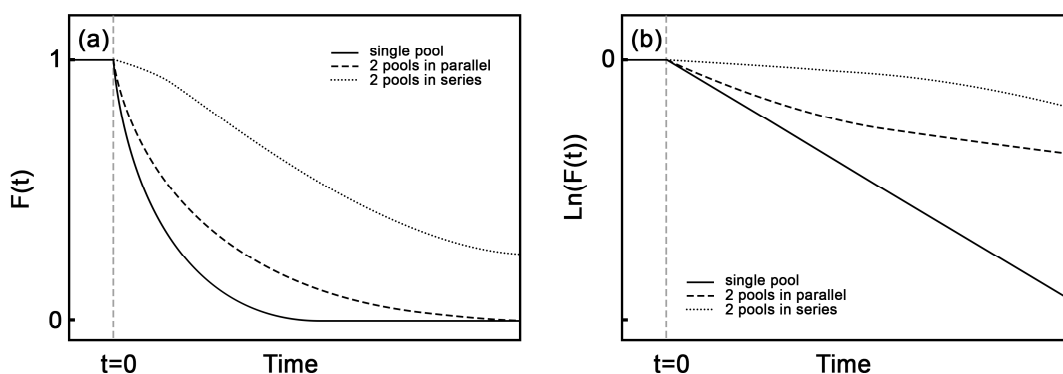 (a)
single pool
2 pools in parallel
2 pools in series
1
F(t)
0
t=0
Time
(b)
0
Ln(F(t))
single pool
2 pools in parallel
2 pools in series
t=0
Time